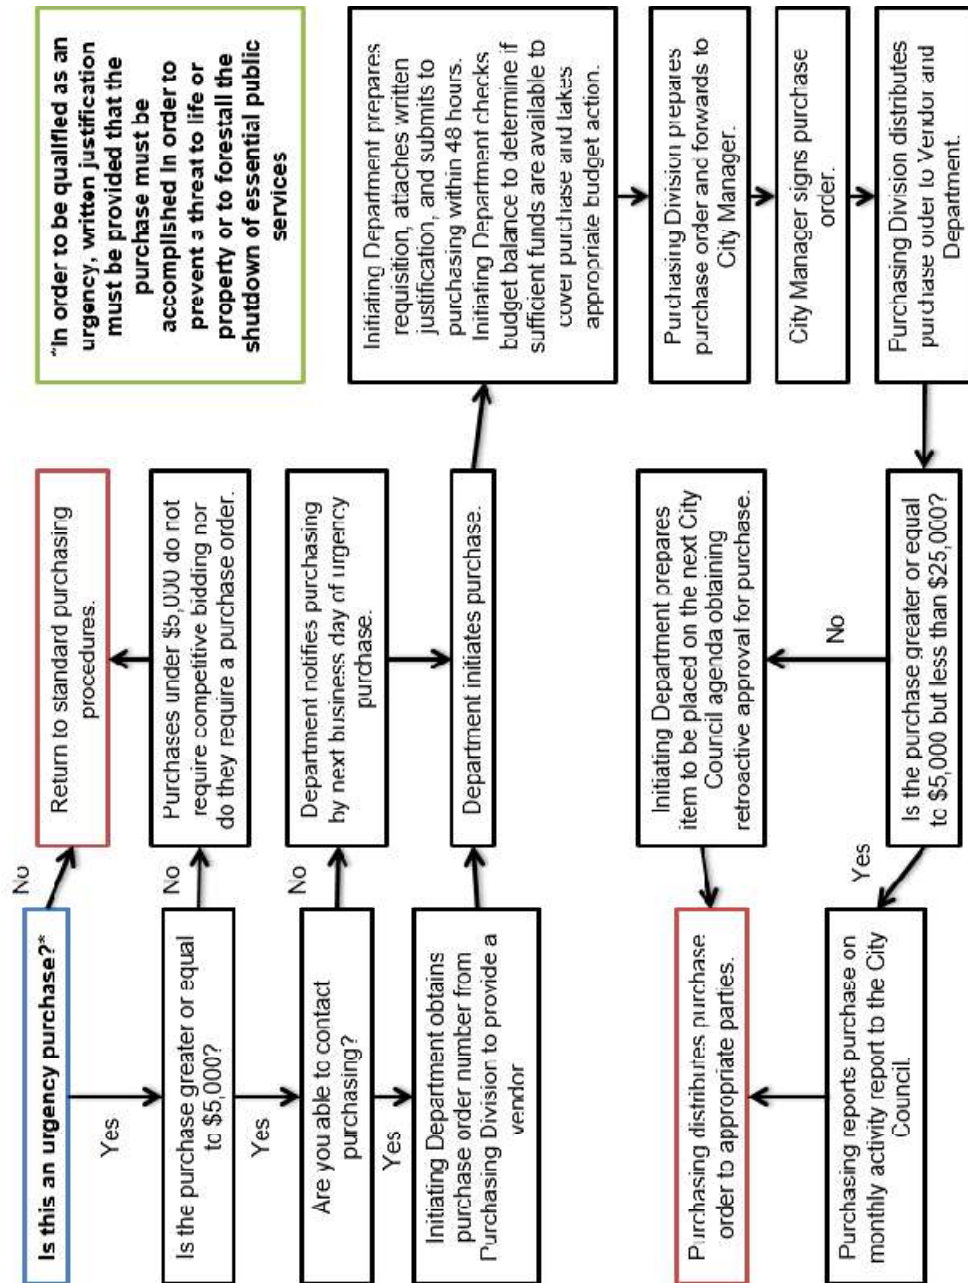 Is this an urgency purchase?*
No
Return to standard purchasing
procedures.
"In order to be qualified as an
urgency, written justification
must be provided that the
purchase must be
accomplished in order to
prevent a threat to life or
property or to forestall the
shutdown of essential public
services
Yes
Is the purchase greater or equal
to $5,000?
No
Purchases under $5,000 do not
require competitive bidding nor
do they require a purchase order.
Yes
Are you able to contact
purchasing?
No
Department notifies purchasing
by next business day of urgency
purchase.
Yes
Initiating Department obtains
purchase order number from
Purchasing Division to provide a
vendor
Department initiates purchase.
Initiating Department prepares
requisition, attaches written
justification, and submits to
purchasing within 48 hours.
Initiating Department checks
budget balance to determine if
sufficient funds are available to
cover purchase and takes
appropriate budget action.
Purchasing Division prepares
purchase order and forwards to
City Manager.
City Manager signs purchase
order.
Purchasing Division distributes
purchase order to Vendor and
Department.
Is the purchase greater or equal
to $5,000 but less than $25,000?
No
Initiating Department prepares
item to be placed on the next City
Council agenda obtaining
retroactive approval for purchase.
Yes
Purchasing reports purchase on
monthly activity report to the City
Council.
Purchasing distributes purchase
order to appropriate parties.